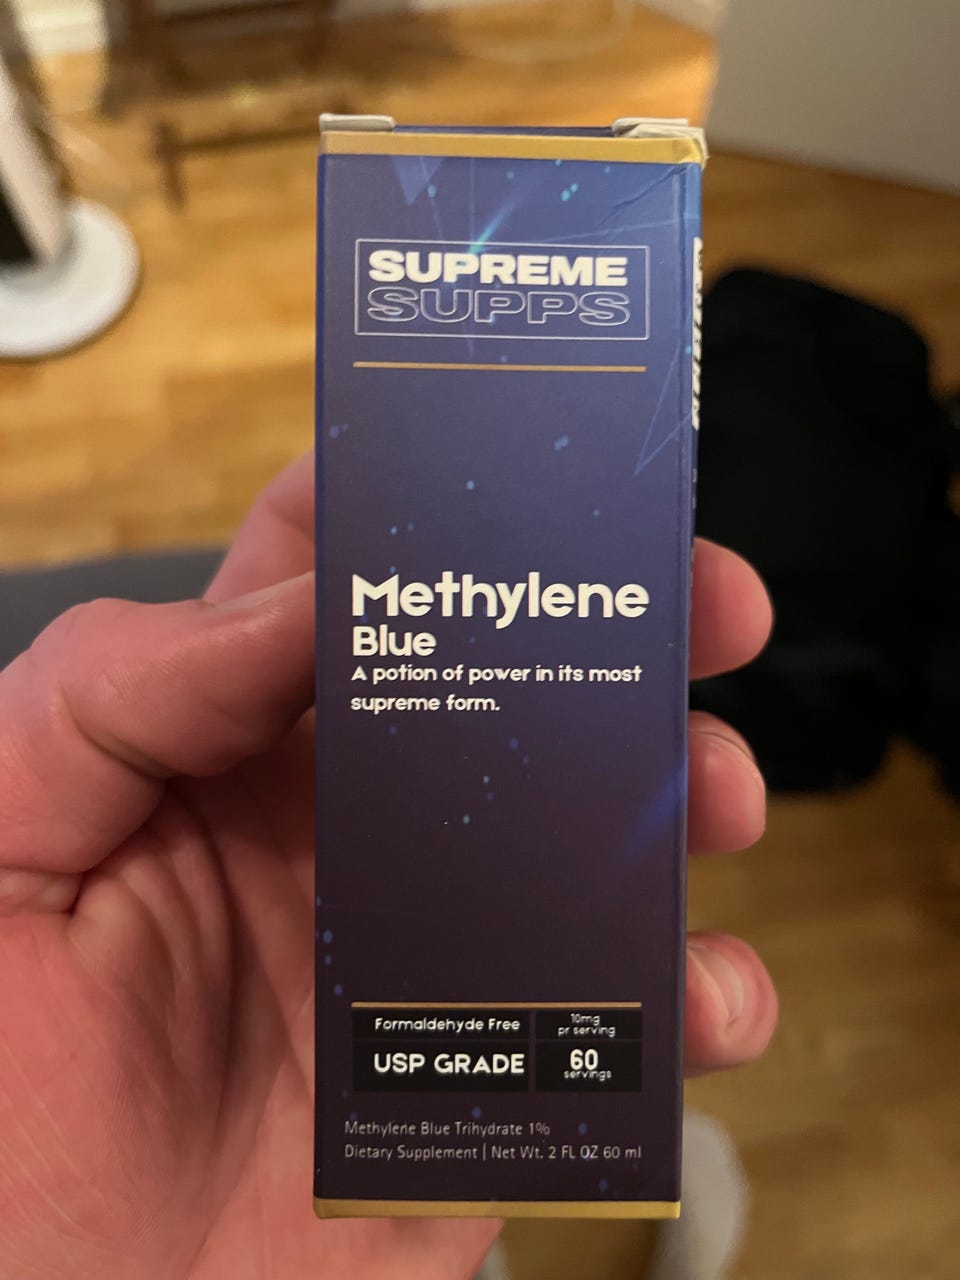 SUPREME
SUPPS
Methylene
Blue
A potion of power in its most
supreme form.
Formaldehyde Free
10mg
pr serving
USP GRADE
60
servings
Methylene Blue Trihydrate 1%
Dietary Supplement | Net Wt. 2 FL OZ 60 ml